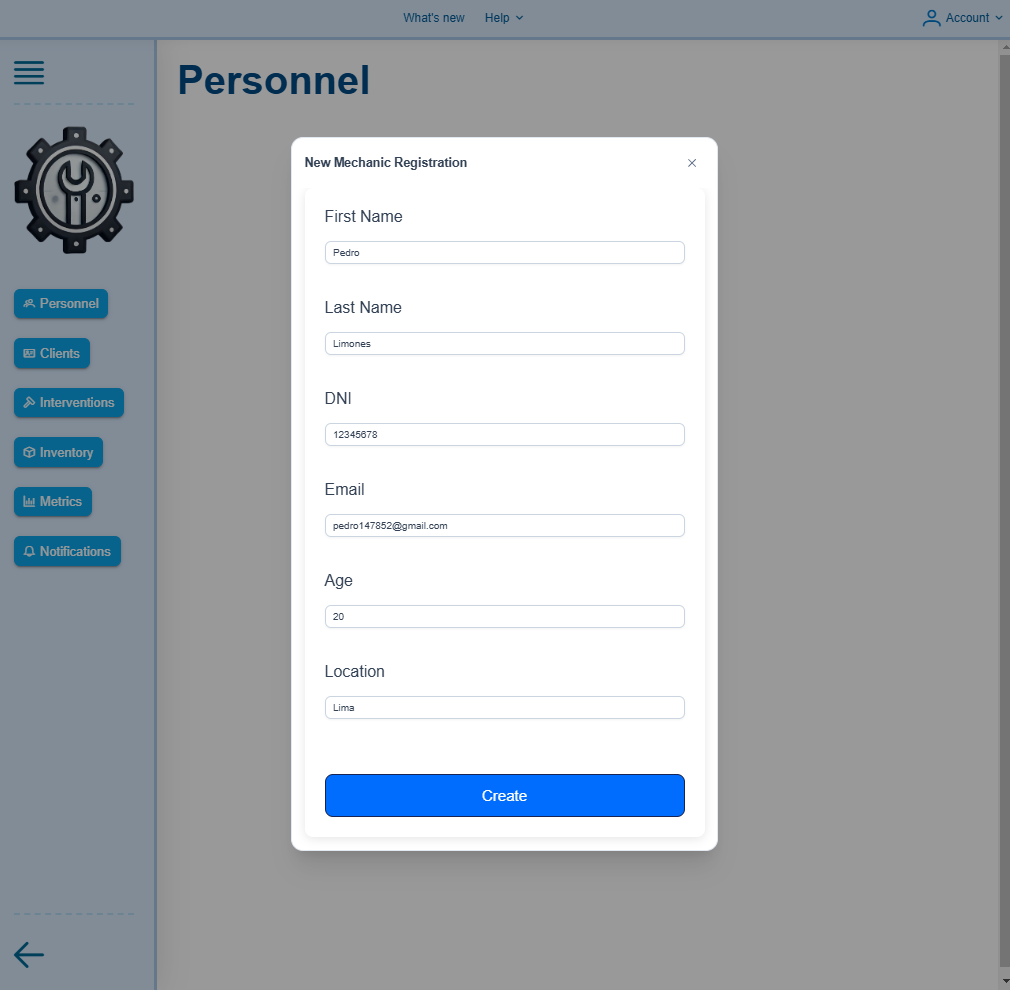 What's new
Help
Account
Personnel
New Mechanic Registration
First Name
Pedro
Last Name
Limones
DNI
12345678
Email
pedro147852@gmail.com
Age
20
Location
Lima
Create
Personnel
Clients
Interventions
Inventory
Metrics
Notifications